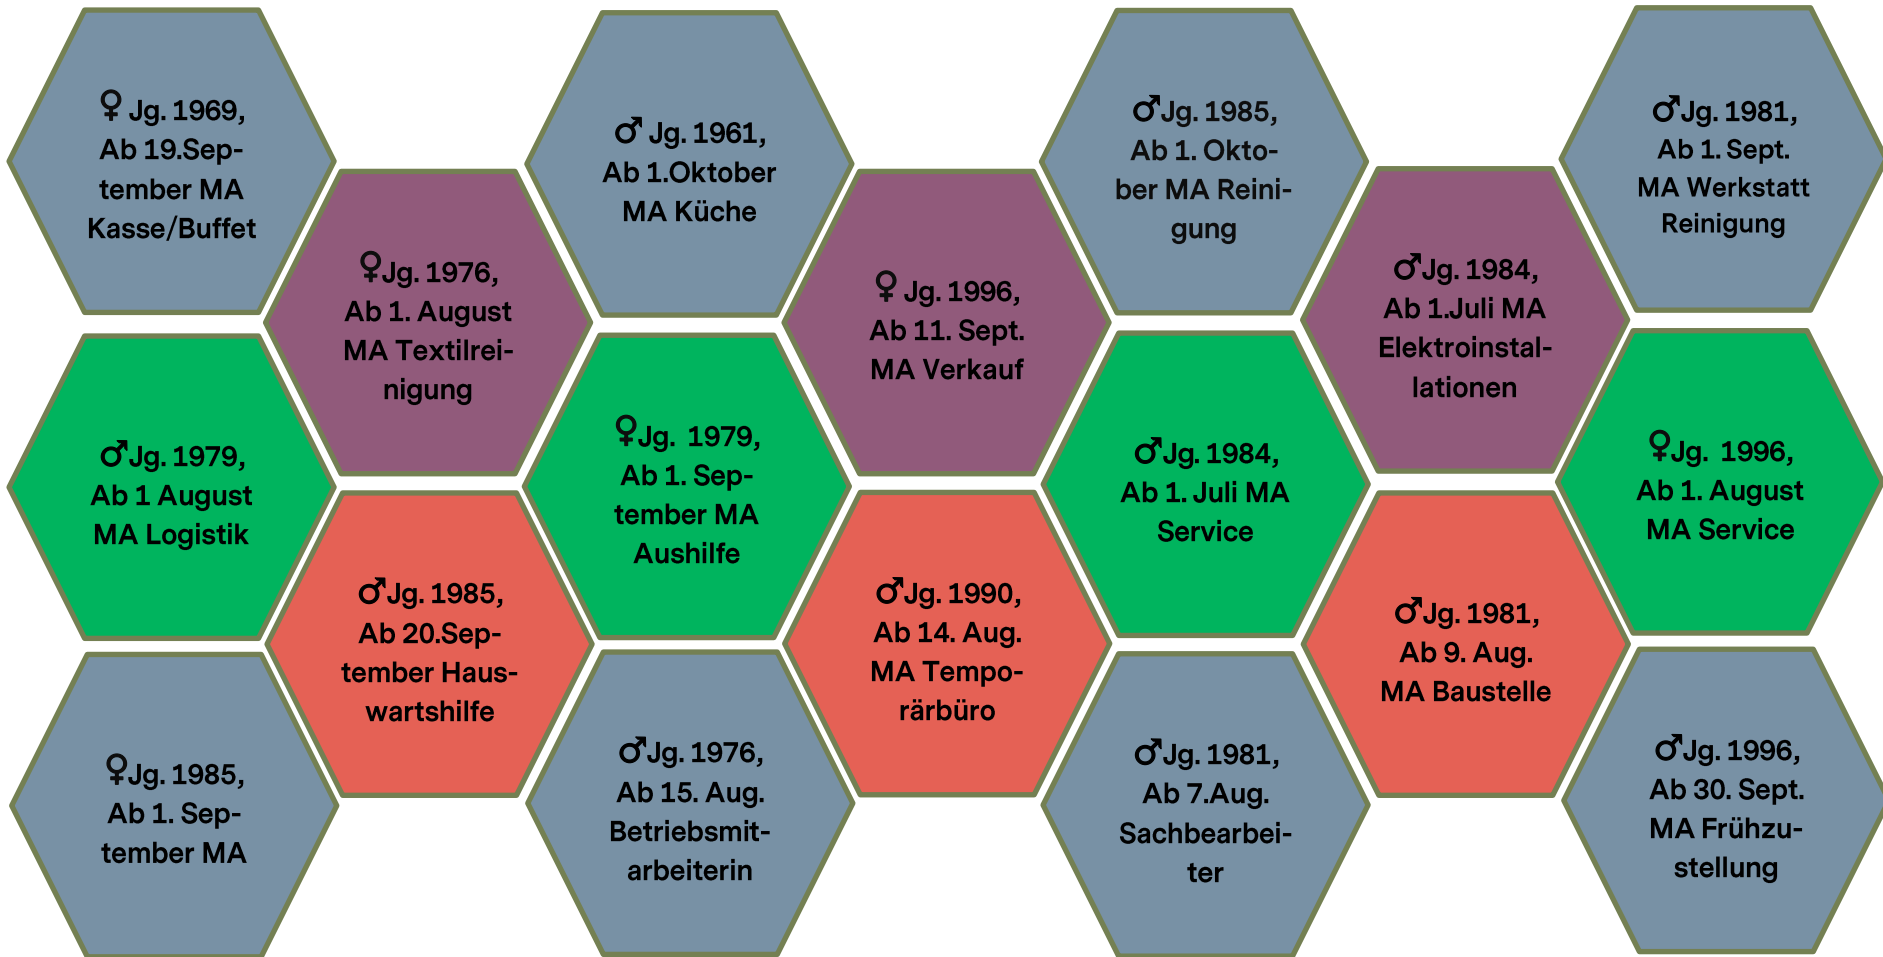 ♀ Jg. 1969,
Ab 19.Sep-
tember MA
Kasse/Buffet
♂ Jg. 1961,
Ab 1.Oktober
MA Küche
♂Jg. 1985,
Ab 1. Okto-
ber MA Reini-
gung
♂Jg. 1981,
Ab 1. Sept.
MA Werkstatt
Reinigung
♀Jg. 1976,
Ab 1. August
MA Textilrei-
nigung
♀ Jg. 1996,
Ab 11. Sept.
MA Verkauf
♂Jg. 1984,
Ab 1.Juli MA
Elektroinstal-
lationen
♂Jg. 1979,
Ab 1 August
MA Logistik
♀Jg. 1979,
Ab 1. Sep-
tember MA
Aushilfe
♂Jg. 1984,
Ab 1. Juli MA
Service
♀Jg. 1996,
Ab 1. August
MA Service
♂Jg. 1985,
Ab 20.Sep-
tember Haus-
wartshilfe
♂Jg. 1990,
Ab 14. Aug.
MA Tempo-
rärbüro
♂Jg. 1981,
Ab 9. Aug.
MA Baustelle
♀Jg. 1985,
Ab 1. Sep-
tember MA
♂Jg. 1976,
Ab 15. Aug.
Betriebsmit-
arbeiterin
♂Jg. 1981,
Ab 7.Aug.
Sachbearbei-
ter
♂Jg. 1996,
Ab 30. Sept.
MA Frühzu-
stellung